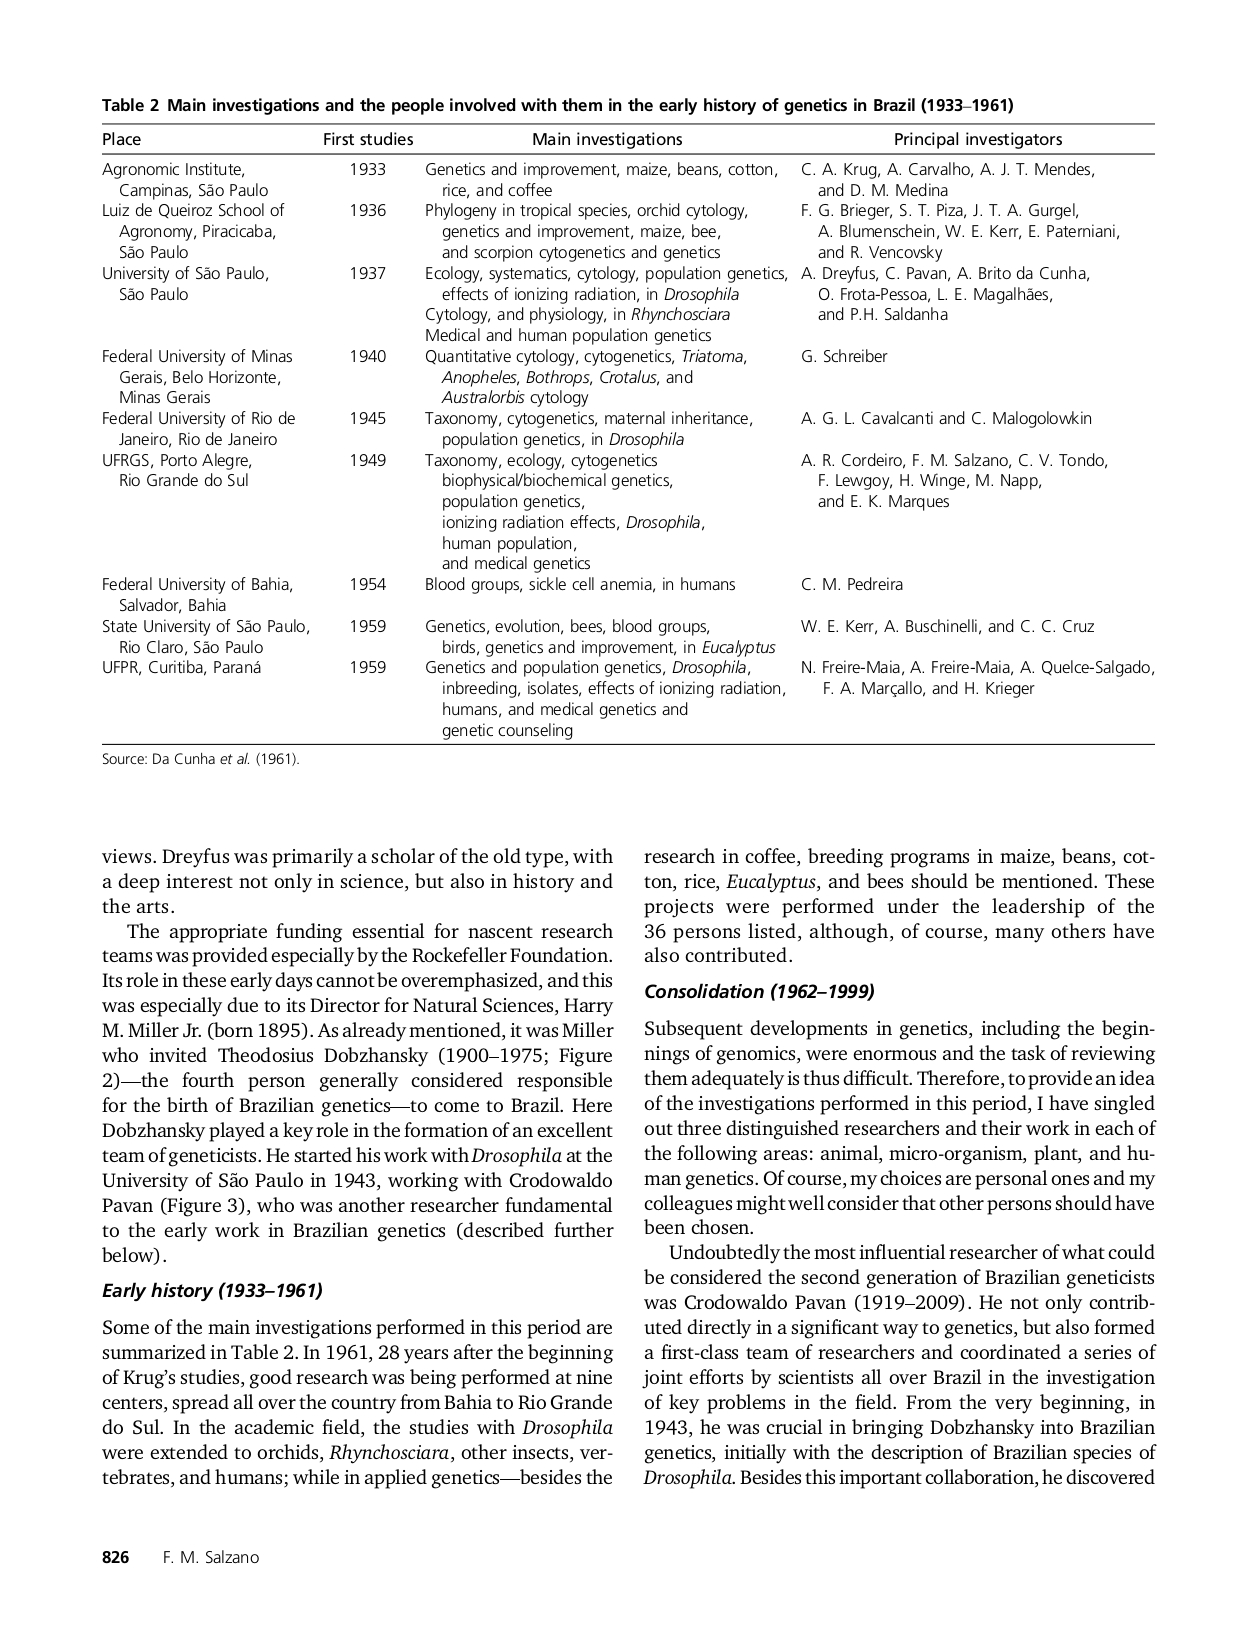 Table 2 Main investigations and the people involved with them in the early history of genetics in Brazil (1933–1961)
Place First studies Main investigations Principal investigators
Agronomic Institute, 1933 Genetics and improvement, maize, beans, cotton, C. A. Krug, A. Carvalho, A. J. T. Mendes,
Campinas, São Paulo rice, and coffee and D. M. Medina
Luiz de Queiroz School of 1936 Phylogeny in tropical species, orchid cytology, F. G. Brieger, S. T. Piza, J. T. A. Gurgel,
Agronomy, Piracicaba, genetics and improvement, maize, bee, A. Blumenschein, W. E. Kerr, E. Paterniani,
São Paulo and scorpion cytogenetics and genetics and R. Vencovsky
University of São Paulo, 1937 Ecology, systematics, cytology, population genetics, A. Dreyfus, C. Pavan, A. Brito da Cunha,
São Paulo effects of ionizing radiation, in Drosophila O. Frota-Pessoa, L. E. Magalhães,
Cytology, and physiology, in Rhynchosciara and P.H. Saldanha
Medical and human population genetics
Federal University of Minas 1940 Quantitative cytology, cytogenetics, Triatoma, G. Schreiber
Gerais, Belo Horizonte, Anopheles, Bothrops, Crotalus, and
Minas Gerais Australorbis cytology
Federal University of Rio de 1945 Taxonomy, cytogenetics, maternal inheritance, A. G. L. Cavalcanti and C. Malogolowkin
Janeiro, Rio de Janeiro population genetics, in Drosophila
UFRGS, Porto Alegre, 1949 Taxonomy, ecology, cytogenetics A. R. Cordeiro, F. M. Salzano, C. V. Tondo,
Rio Grande do Sul biophysical/biochemical genetics, F. Lewgoy, H. Winge, M. Napp,
population genetics, and E. K. Marques
ionizing radiation effects, Drosophila,
human population,
and medical genetics
Federal University of Bahia, 1954 Blood groups, sickle cell anemia, in humans C. M. Pedreira
Salvador, Bahia
State University of São Paulo, 1959 Genetics, evolution, bees, blood groups, W. E. Kerr, A. Buschinelli, and C. C. Cruz
Rio Claro, São Paulo birds, genetics and improvement, in Eucalyptus
UFPR, Curitiba, Paraná 1959 Genetics and population genetics, Drosophila, N. Freire-Maia, A. Freire-Maia, A. Quelce-Salgado,
inbreeding, isolates, effects of ionizing radiation, F. A. Marçallo, and H. Krieger
humans, and medical genetics and
genetic counseling
Source: Da Cunha et al. (1961).
views. Dreyfus was primarily a scholar of the old type, with
a deep interest not only in science, but also in history and
the arts.
The appropriate funding essential for nascent research
teams was provided especially by the Rockefeller Foundation.
Its role in these early days cannot be overemphasized, and this
was especially due to its Director for Natural Sciences, Harry
M. Miller Jr. (born 1895). As already mentioned, it was Miller
who invited Theodosius Dobzhansky (1900–1975; Figure
2)—the fourth person generally considered responsible
for the birth of Brazilian genetics—to come to Brazil. Here
Dobzhansky played a key role in the formation of an excellent
team of geneticists. He started his work with Drosophila at the
University of São Paulo in 1943, working with Crodowaldo
Pavan (Figure 3), who was another researcher fundamental
to the early work in Brazilian genetics (described further
below).
Early history (1933–1961)
Some of the main investigations performed in this period are
summarized in Table 2. In 1961, 28 years after the beginning
of Krug's studies, good research was being performed at nine
centers, spread all over the country from Bahia to Rio Grande
do Sul. In the academic field, the studies with Drosophila
were extended to orchids, Rhynchosciara, other insects, ver-
tebrates, and humans; while in applied genetics—besides the
research in coffee, breeding programs in maize, beans, cot-
ton, rice, Eucalyptus, and bees should be mentioned. These
projects were performed under the leadership of the
36 persons listed, although, of course, many others have
also contributed.
Consolidation (1962–1999)
Subsequent developments in genetics, including the begin-
nings of genomics, were enormous and the task of reviewing
them adequately is thus difficult. Therefore, to provide an idea
of the investigations performed in this period, I have singled
out three distinguished researchers and their work in each of
the following areas: animal, micro-organism, plant, and hu-
man genetics. Of course, my choices are personal ones and my
colleagues might well consider that other persons should have
been chosen.
Undoubtedly the most influential researcher of what could
be considered the second generation of Brazilian geneticists
was Crodowaldo Pavan (1919–2009). He not only contrib-
uted directly in a significant way to genetics, but also formed
a first-class team of researchers and coordinated a series of
joint efforts by scientists all over Brazil in the investigation
of key problems in the field. From the very beginning, in
1943, he was crucial in bringing Dobzhansky into Brazilian
genetics, initially with the description of Brazilian species of
Drosophila. Besides this important collaboration, he discovered
826 F. M. Salzano